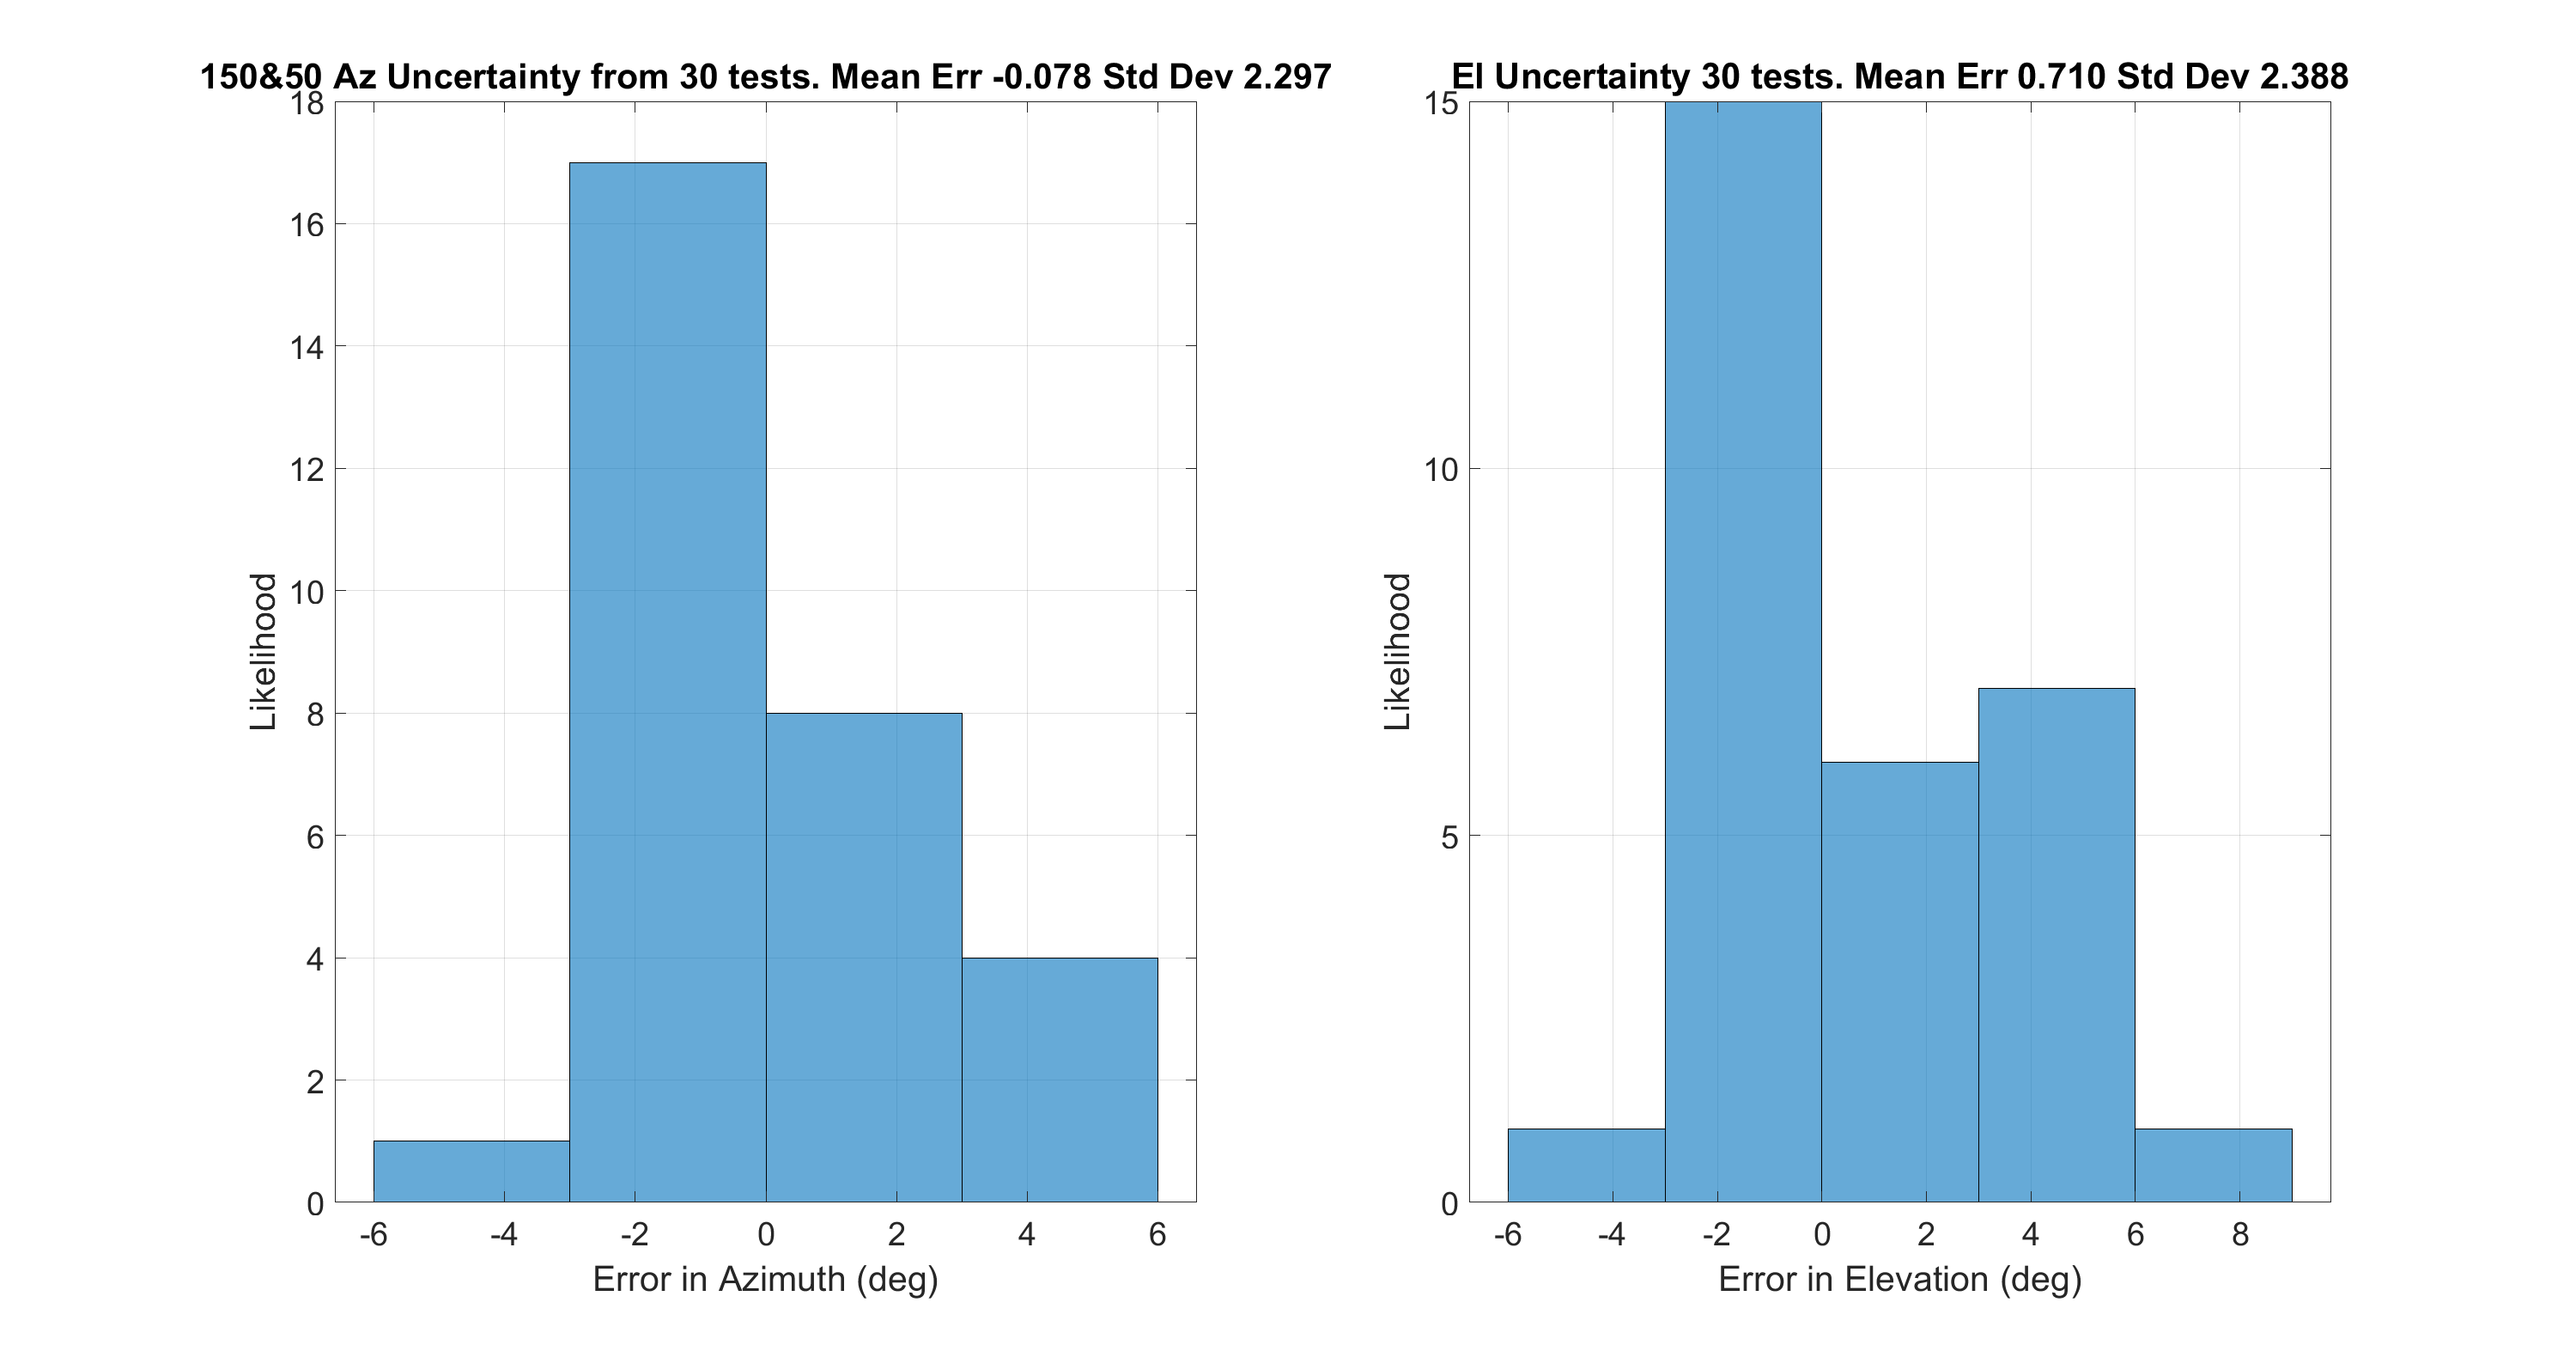 150&50 Az Uncertainty from 30 tests. Mean Err -0.078 Std Dev 2.297
18
16
14
12
10
8
6
4
2
0
Likelihood
-6 -4 -2 0 2 4 6
Error in Azimuth (deg)
El Uncertainty 30 tests. Mean Err 0.710 Std Dev 2.388
15
10
5
0
Likelihood
-6 -4 -2 0 2 4 6 8
Error in Elevation (deg)